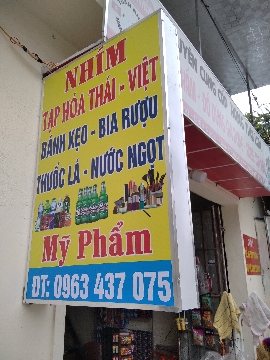 NHÍM
TẠP HÓA THÁI - VIỆT
BÁNH KẸO - BIA RƯỢU
THUỐC LÁ - NƯỚC NGỌT
Mỹ Phẩm
ĐT: 0963 437 075